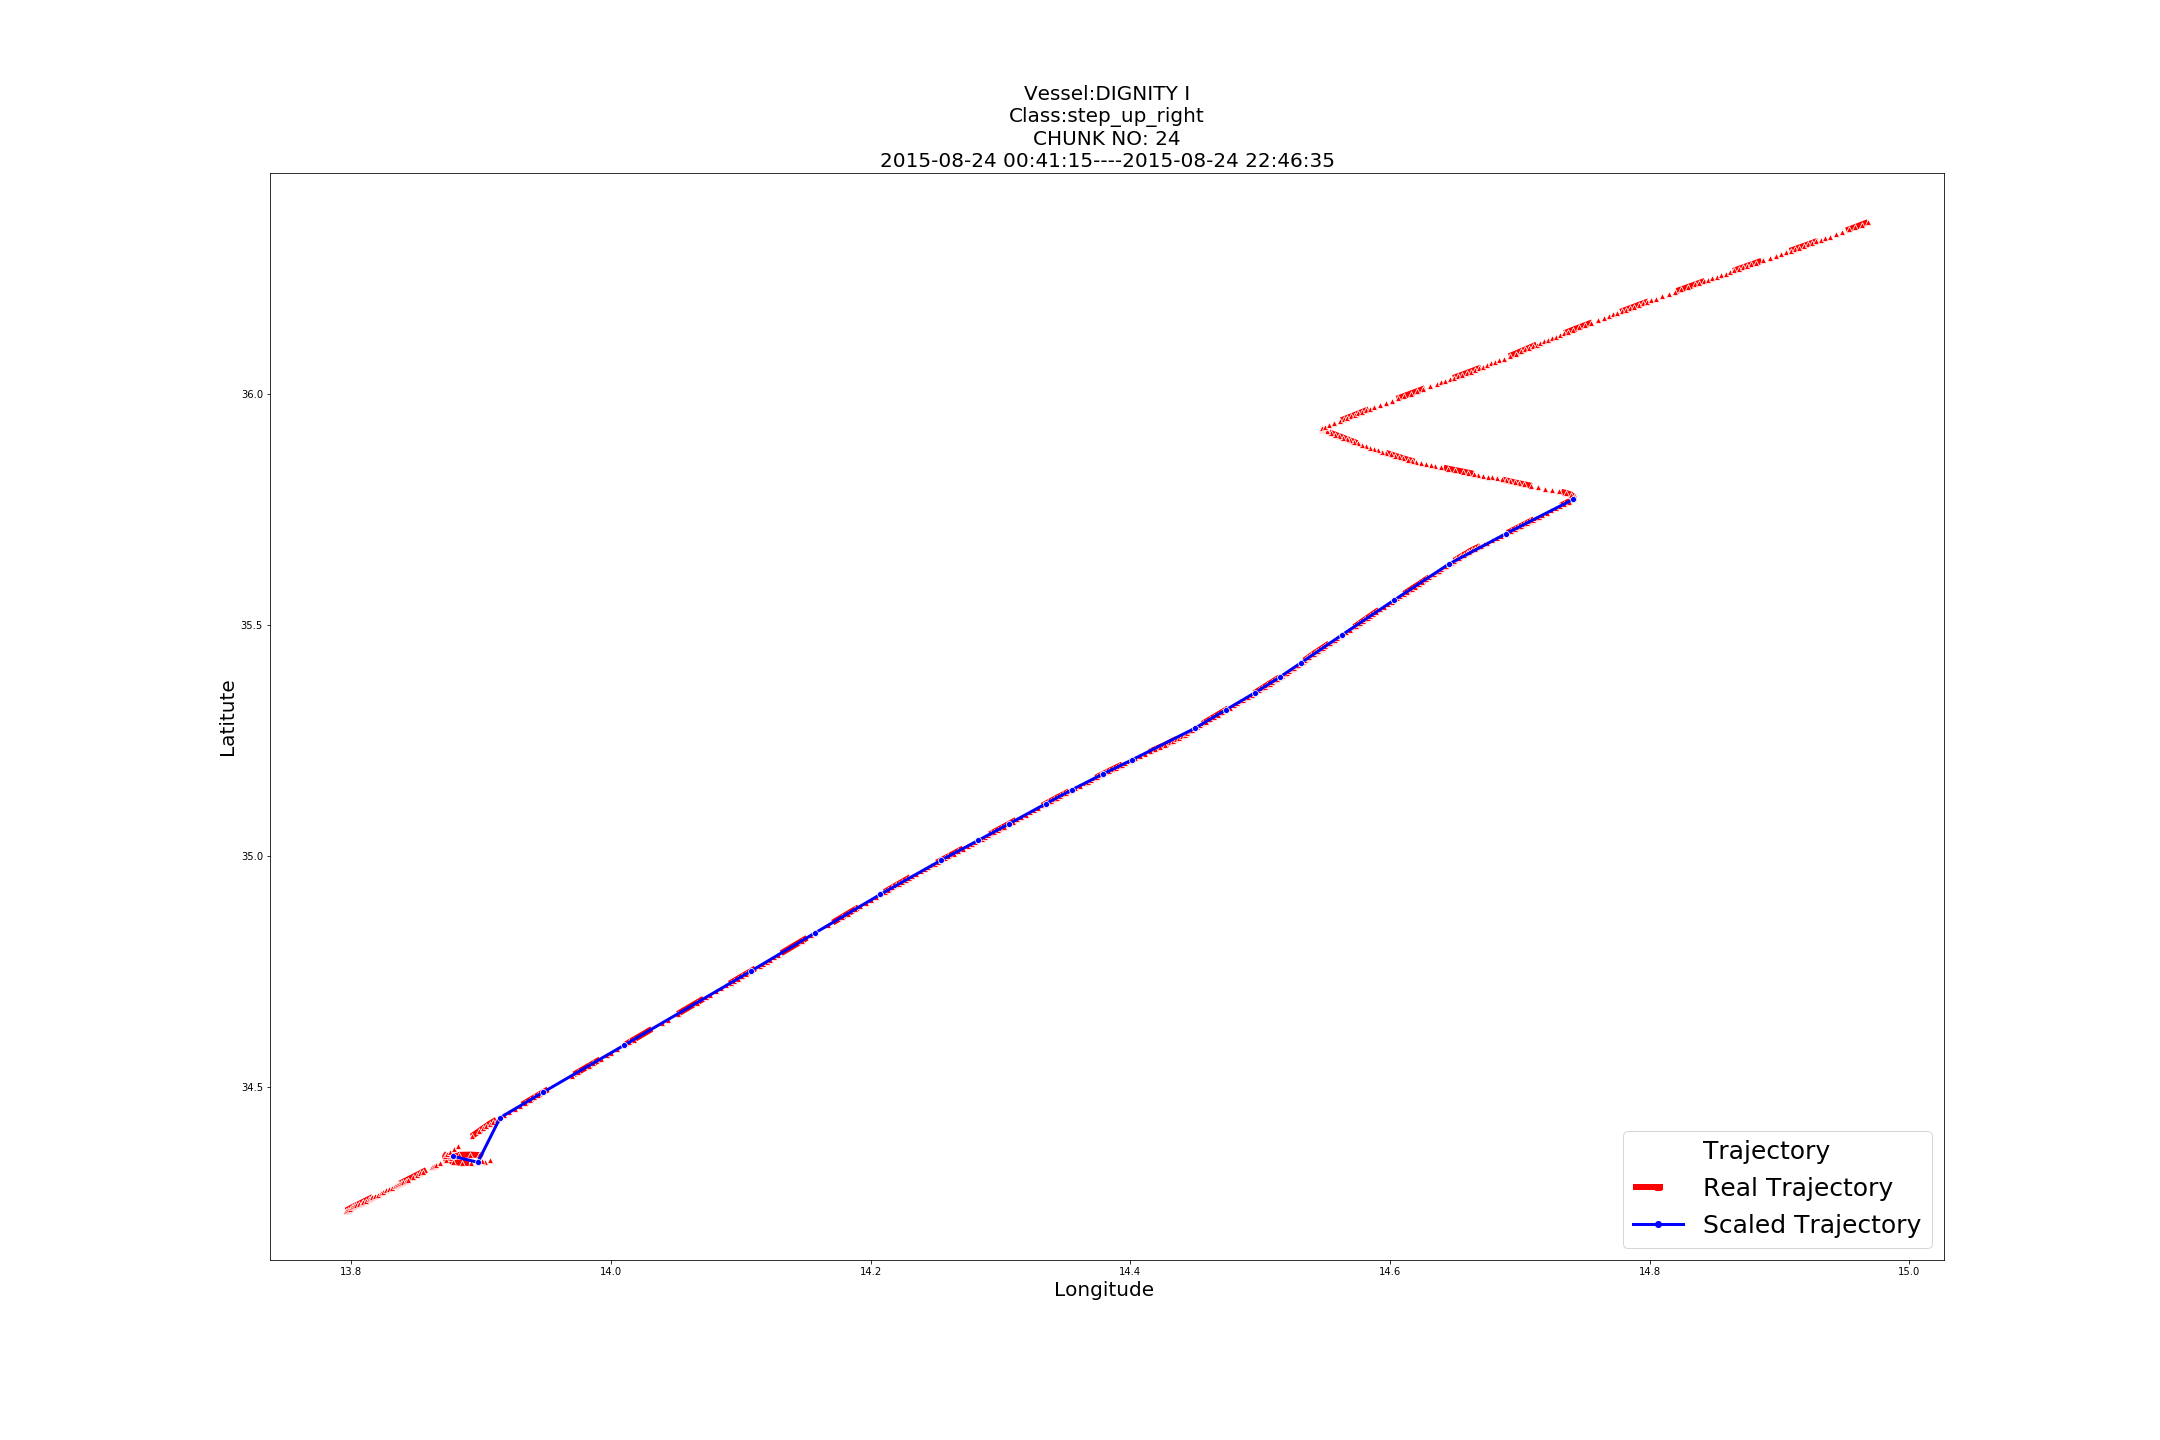 Vessel:DIGNITY I
Class:step_up_right
CHUNK NO: 24
2015-08-24 00:41:15----2015-08-24 22:46:35
Latitute
36.0
35.5
35.0
34.5
13.8
14.0
14.2
14.4
14.6
14.8
15.0
Longitude
Trajectory
Real Trajectory
Scaled Trajectory